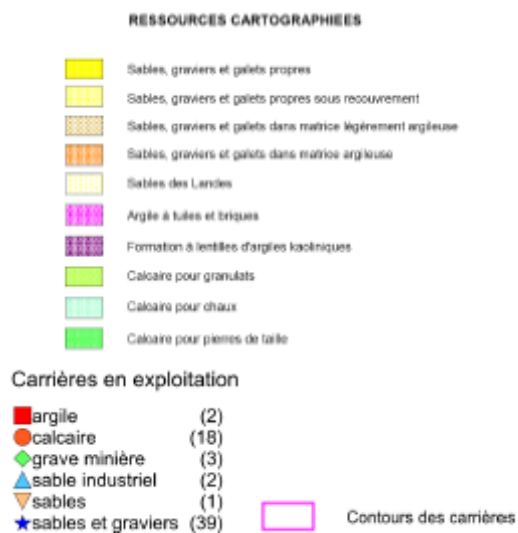 RESSOURCES CARTOGRAPHIEES
Sables, graviers et galets propres
Sables, graviers et galets propres sous recouvrement
Sables, graviers et galets dans matrice légèrement argileuse
Sables, graviers et galets dans matrice argileuse
Sables des Landes
Argile à tuiles et briques
Formation à lentilles d'argiles kaoliniques
Calcaire pour granulats
Calcaire pour chaux
Calcaire pour pierres de taille
Carrières en exploitation
argile (2)
calcaire (18)
grave minière (3)
sable industriel (2)
sables (1)
sables et graviers (39)
Contours des carrières